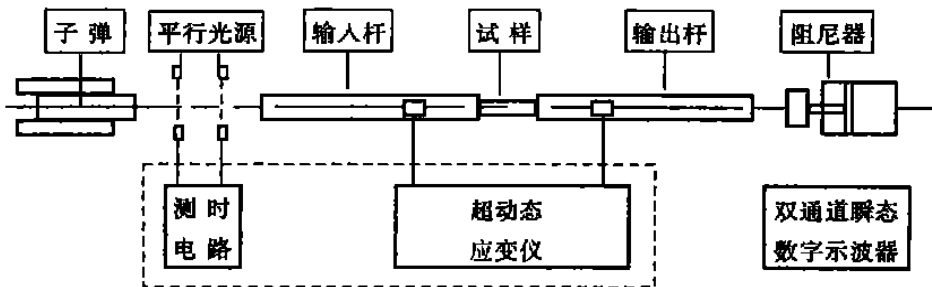 子弹
平行光源
输入杆
试样
输出杆
阻尼器
测时
电路
超动态
应变仪
双通道瞬态
数字示波器